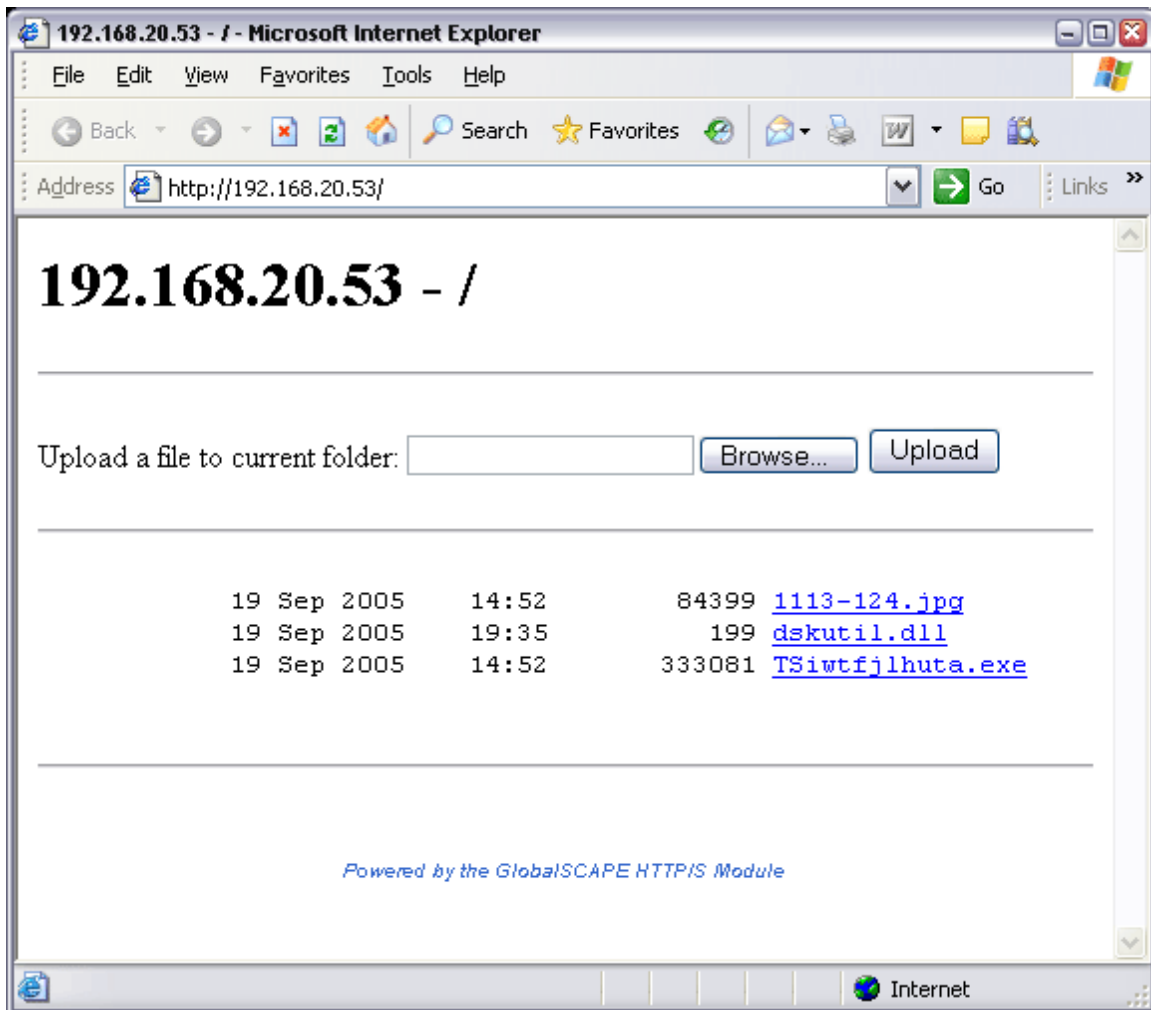 192.168.20.53 - / - Microsoft Internet Explorer
File Edit View Favorites Tools Help
Back Search Favorites W
Address http://192.168.20.53/ Go Links »
192.168.20.53 - /
Upload a file to current folder: Browse... Upload
19 Sep 2005 14:52 84399 1113-124.jpg
19 Sep 2005 19:35 199 dskutil.dll
19 Sep 2005 14:52 333081 TSiwtfjlhuta.exe
Powered by the GlobalSCAPE HTTP/S Module
Internet